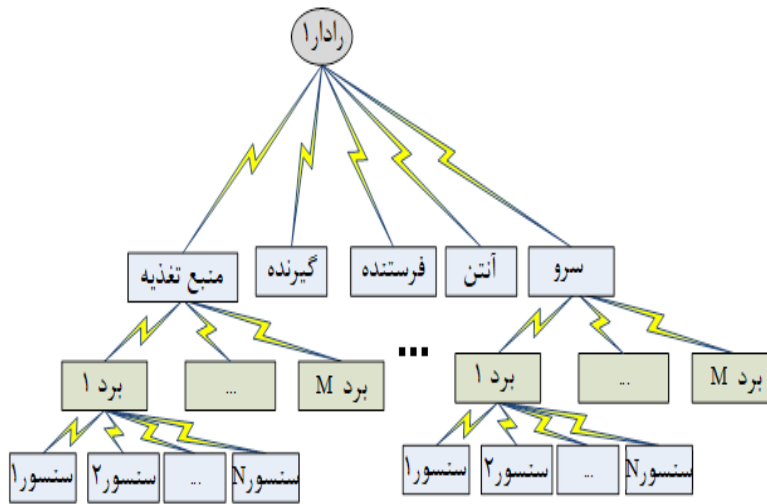 رادار۱
منبع تغذیه
گیرنده
فرستنده
آنتن
سرو
برد ۱
...
برد M
...
برد ۱
...
برد M
سنسور۱
سنسور۲
...
سنسورN
سنسور۱
سنسور۲
...
سنسورN